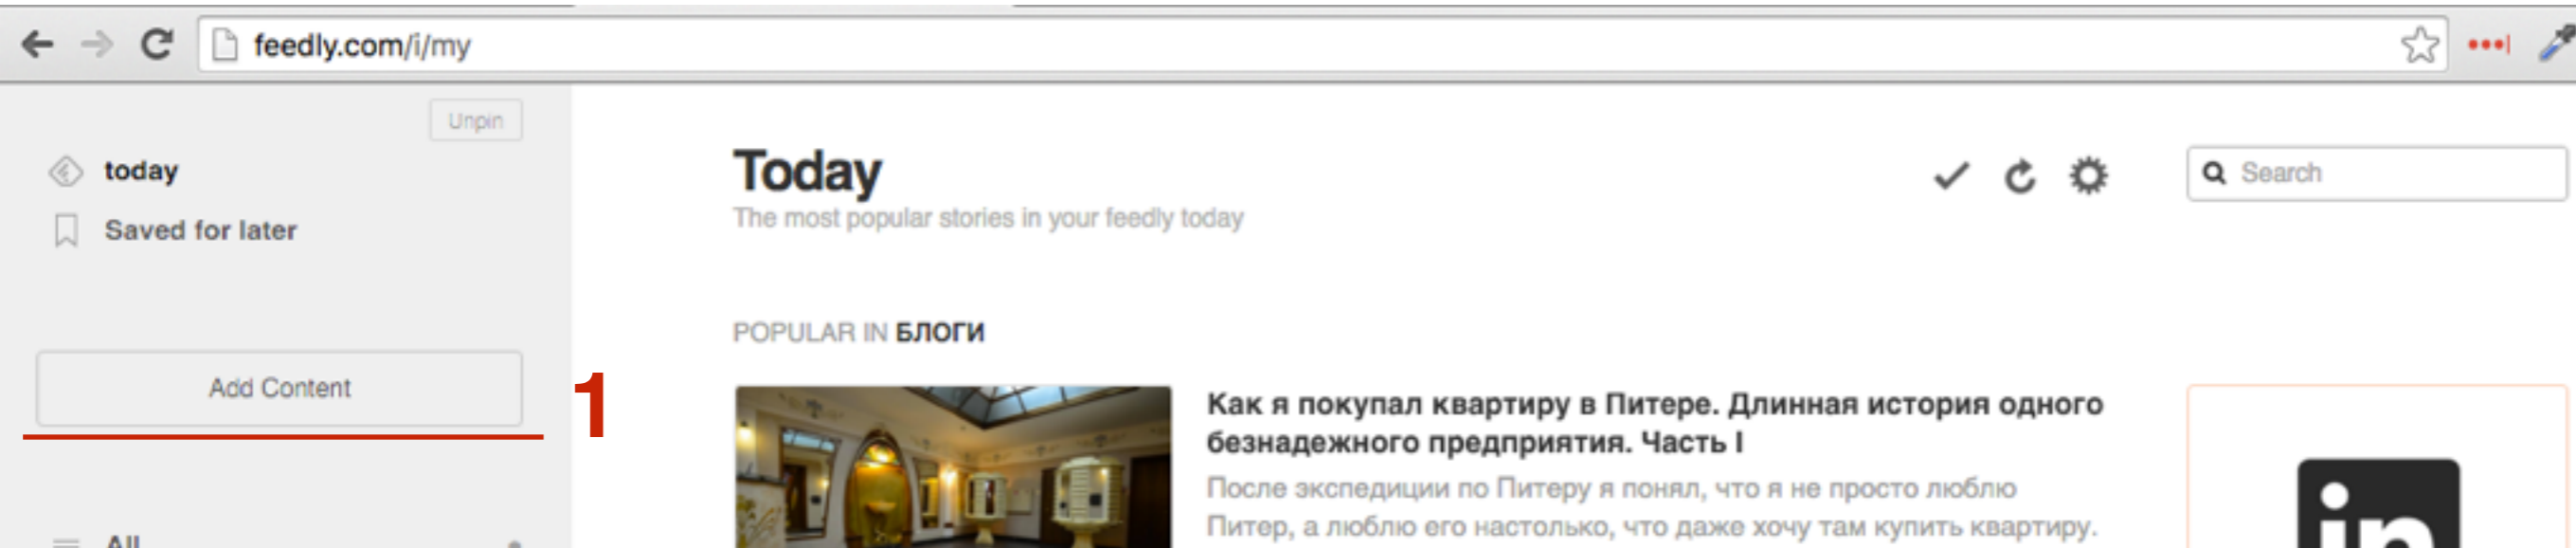 feedly.com/i/my
Unpin
today
Saved for later
Add Content
1
All
Today
The most popular stories in your feedly today
Search
POPULAR IN БЛОГИ
Как я покупал квартиру в Питере. Длинная история одного
безнадежного предприятия. Часть I
После экспедиции по Питеру я понял, что я не просто люблю
Питер, а люблю его настолько, что даже хочу там купить квартиру.
in